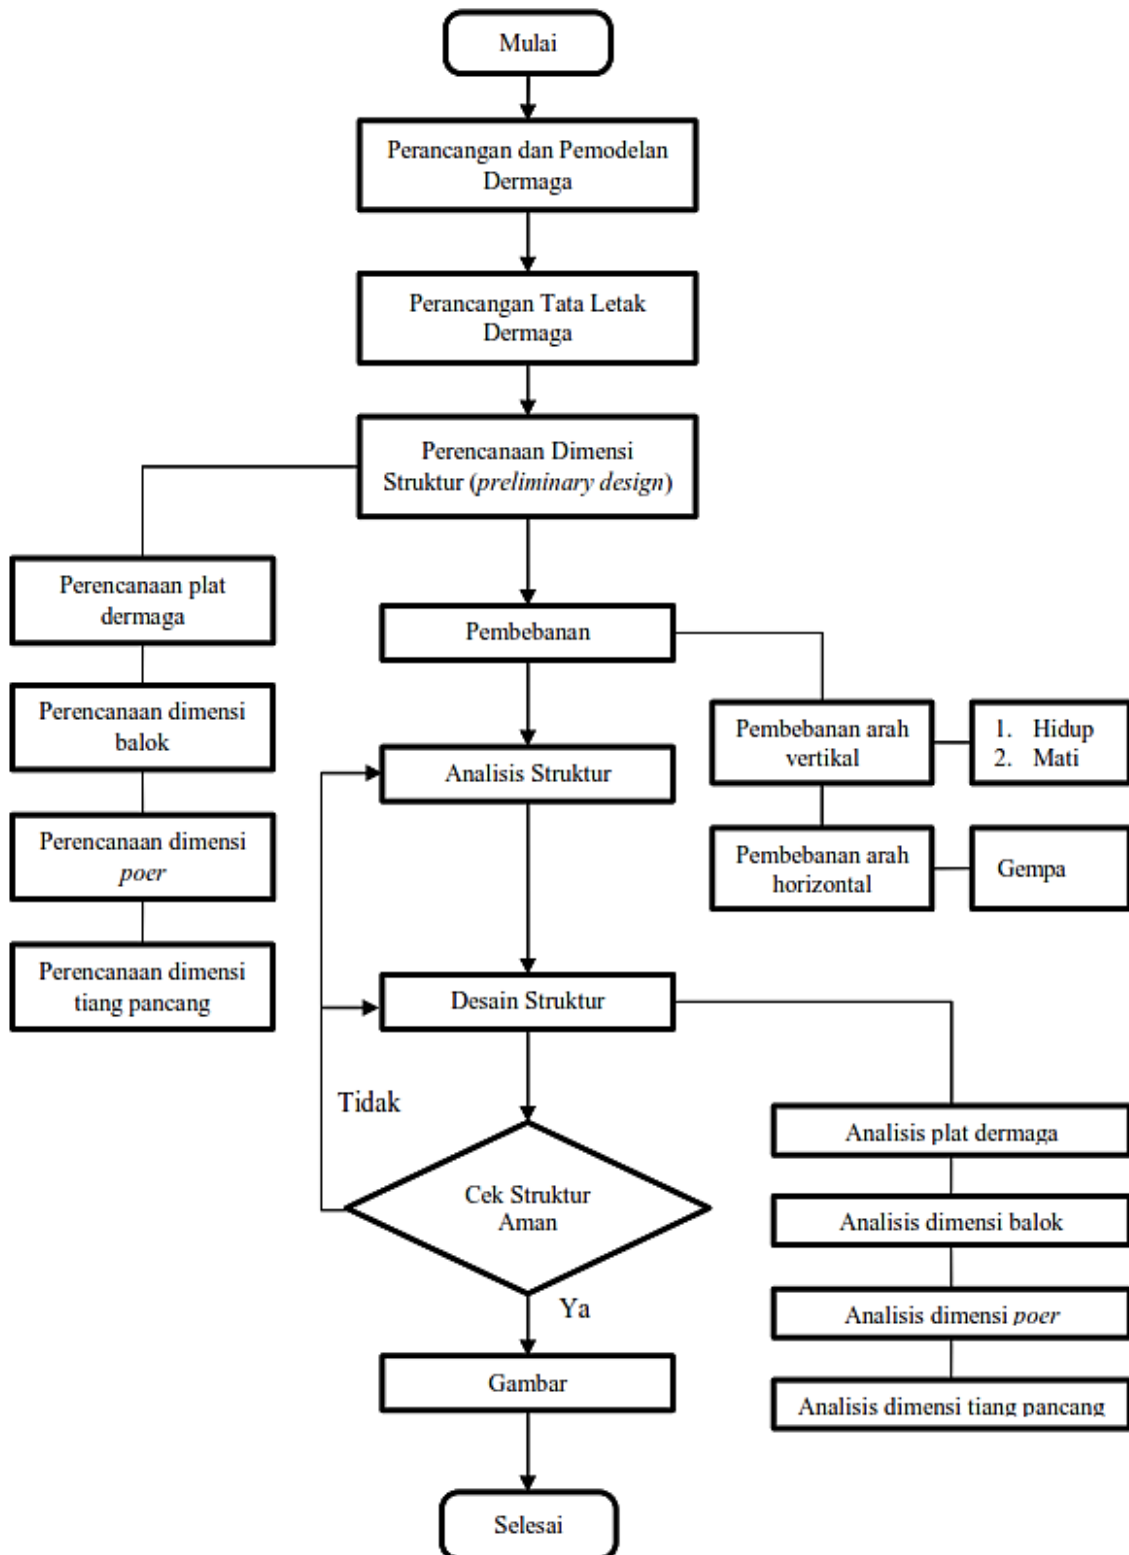 Mulai
Perancangan dan Pemodelan
Dermaga
Perancangan Tata Letak
Dermaga
Perencanaan Dimensi
Struktur (preliminary design)
Perencanaan plat
dermaga
Perencanaan dimensi
balok
Perencanaan dimensi
poer
Perencanaan dimensi
tiang pancang
Pembebanan
Pembebanan arah
vertikal
1. Hidup
2. Mati
Pembebanan arah
horizontal
Gempa
Analisis Struktur
Desain Struktur
Analisis plat dermaga
Analisis dimensi balok
Analisis dimensi poer
Analisis dimensi tiang pancang
Tidak
Cek Struktur
Aman
Ya
Gambar
Selesai